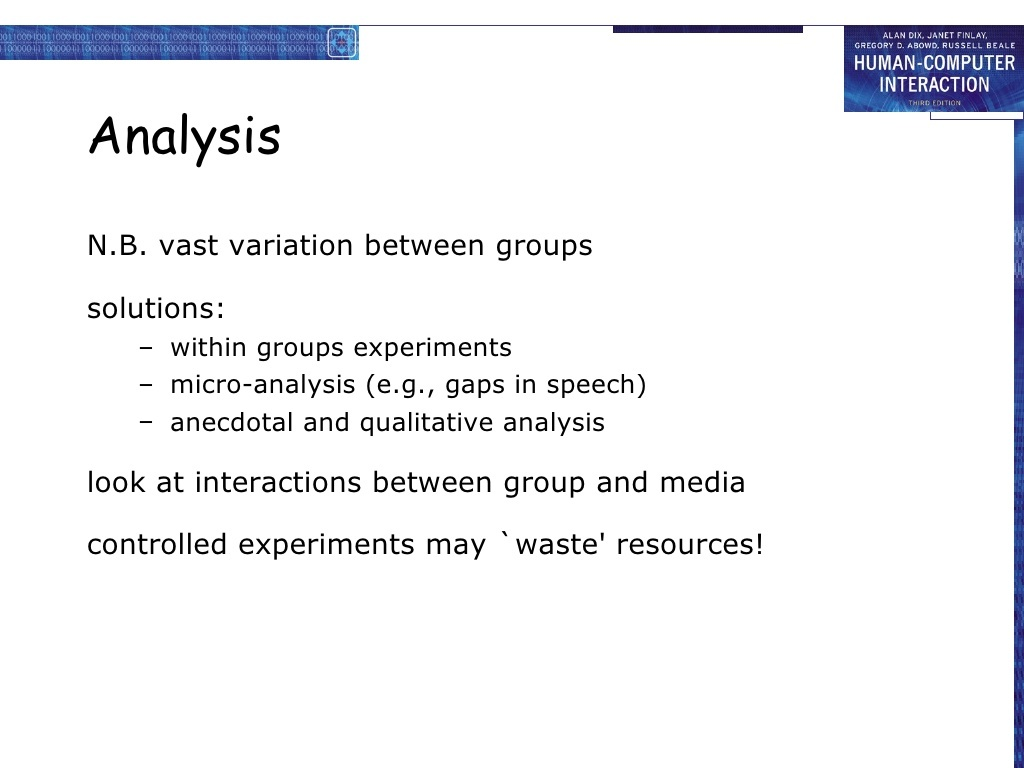 ALAN DIX, JANET FINLAY,
GREGORY D. ABOWD, RUSSELL BEALE
HUMAN-COMPUTER
INTERACTION
THIRD EDITION
Analysis
N.B. vast variation between groups
solutions:
– within groups experiments
– micro-analysis (e.g., gaps in speech)
– anecdotal and qualitative analysis
look at interactions between group and media
controlled experiments may `waste' resources!